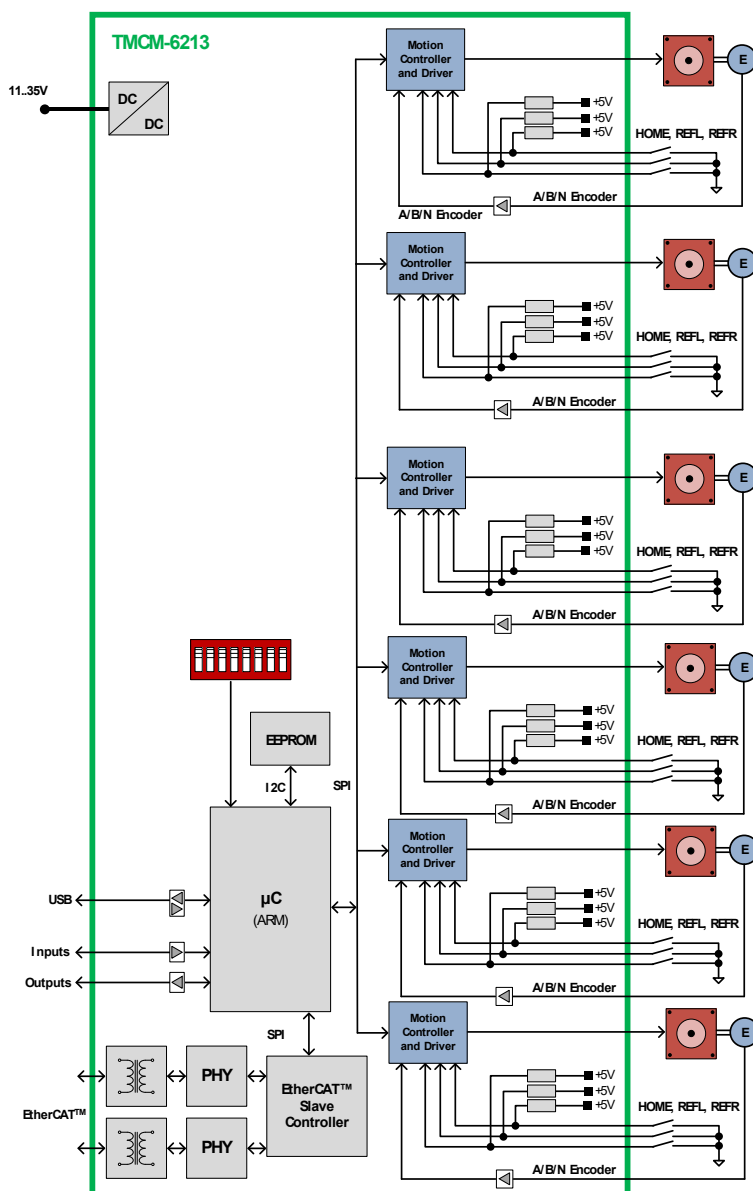 TMCM-6213
11..35V
DC
DC
Motion
Controller
and Driver
E
+5V
+5V
+5V
HOME, REFL, REFR
A/B/N Encoder
A/B/N Encoder
Motion
Controller
and Driver
E
+5V
+5V
+5V
HOME, REFL, REFR
A/B/N Encoder
Motion
Controller
and Driver
E
+5V
+5V
+5V
HOME, REFL, REFR
A/B/N Encoder
Motion
Controller
and Driver
E
+5V
+5V
+5V
HOME, REFL, REFR
A/B/N Encoder
Motion
Controller
and Driver
E
+5V
+5V
+5V
HOME, REFL, REFR
A/B/N Encoder
Motion
Controller
and Driver
E
+5V
+5V
+5V
HOME, REFL, REFR
A/B/N Encoder
EEPROM
I2C
SPI
µC
(ARM)
USB
Inputs
Outputs
SPI
PHY
EtherCAT™
Slave
Controller
EtherCAT™
PHY